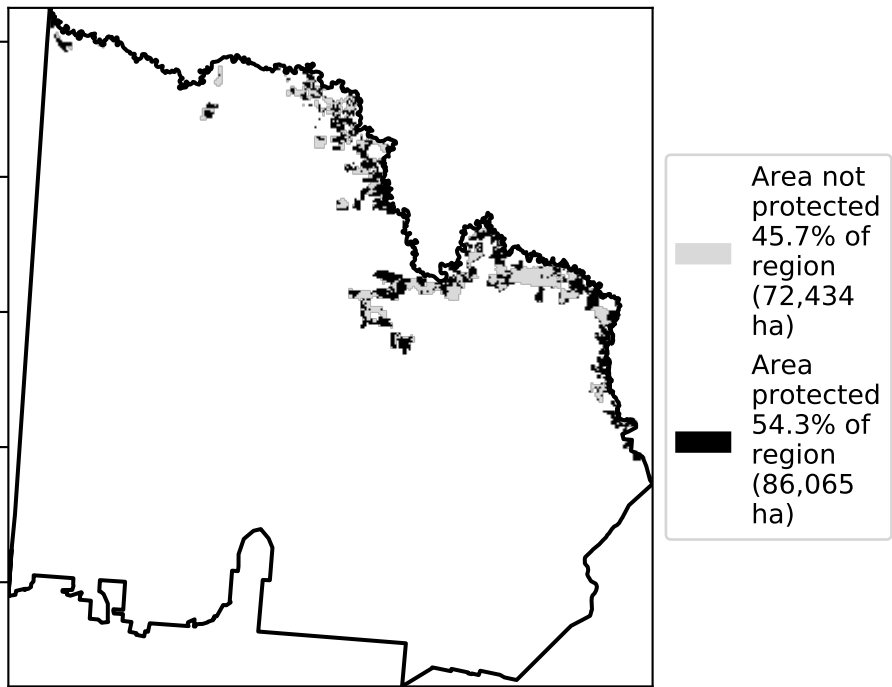 Area not
protected
45.7% of
region
(72,434
ha)
Area
protected
54.3% of
region
(86,065
ha)